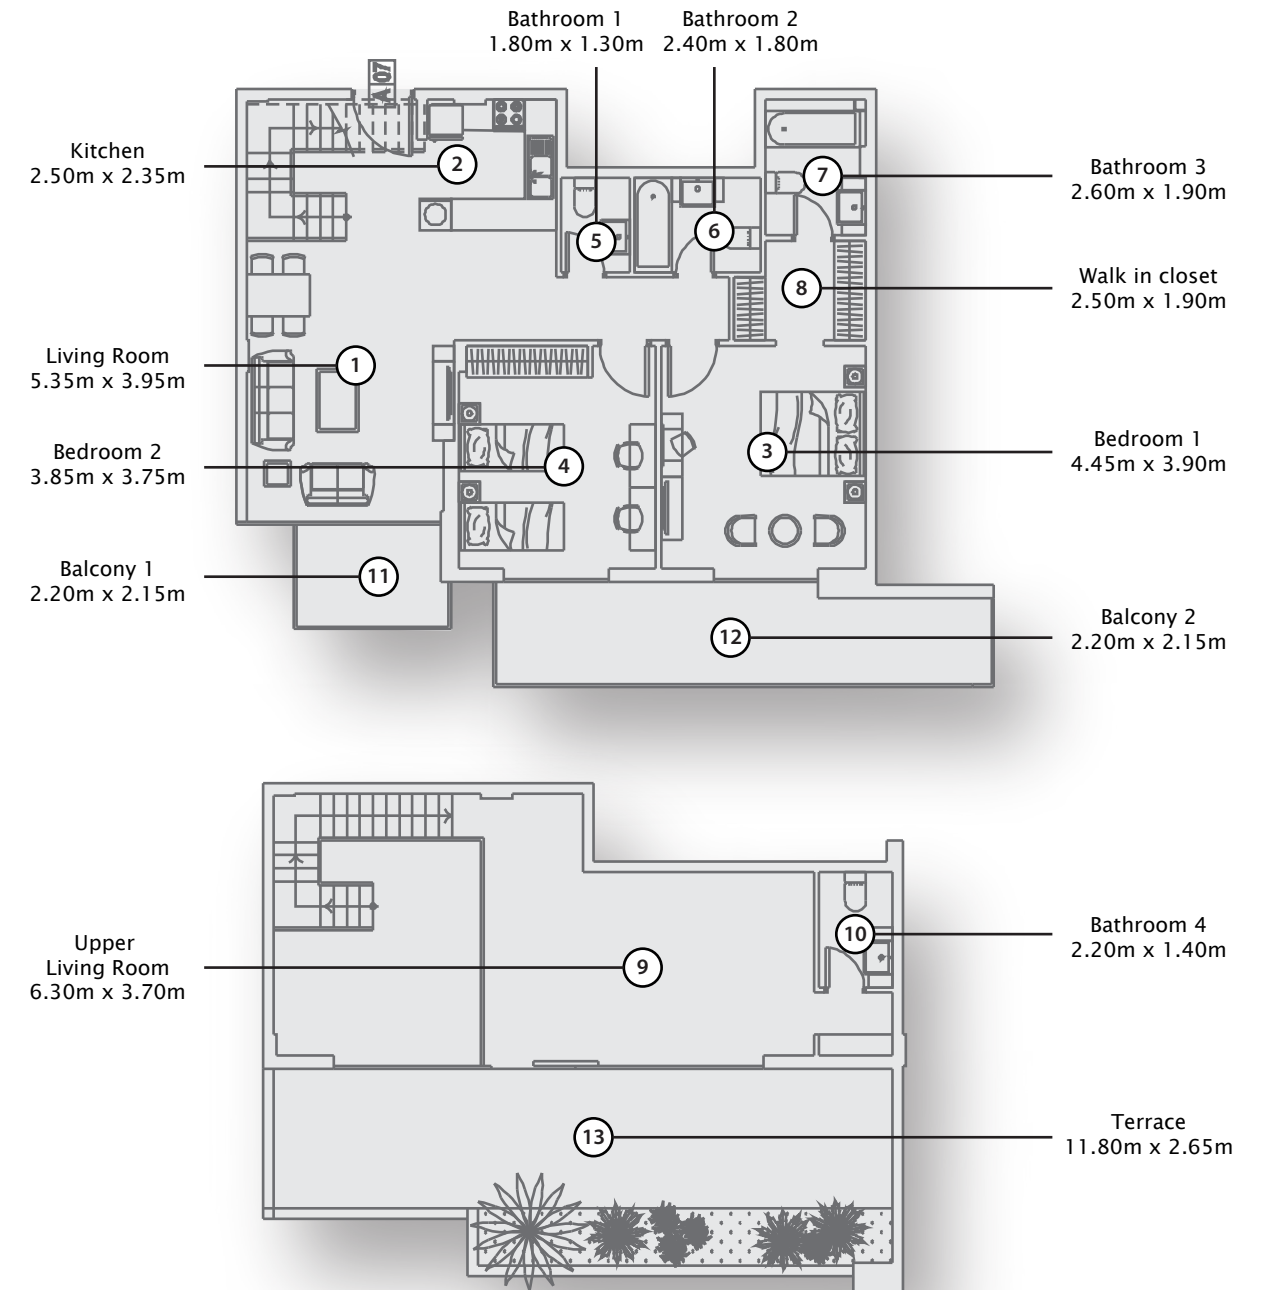 Bathroom 1
1.80m x 1.30m
Bathroom 2
2.40m x 1.80m
A 07
Kitchen
2.50m x 2.35m
2
Bathroom 3
2.60m x 1.90m
7
5
6
Walk in closet
2.50m x 1.90m
8
Living Room
5.35m x 3.95m
1
Bedroom 2
3.85m x 3.75m
4
Bedroom 1
4.45m x 3.90m
3
Balcony 1
2.20m x 2.15m
11
Balcony 2
2.20m x 2.15m
12
Upper
Living Room
6.30m x 3.70m
9
Bathroom 4
2.20m x 1.40m
10
Terrace
11.80m x 2.65m
13